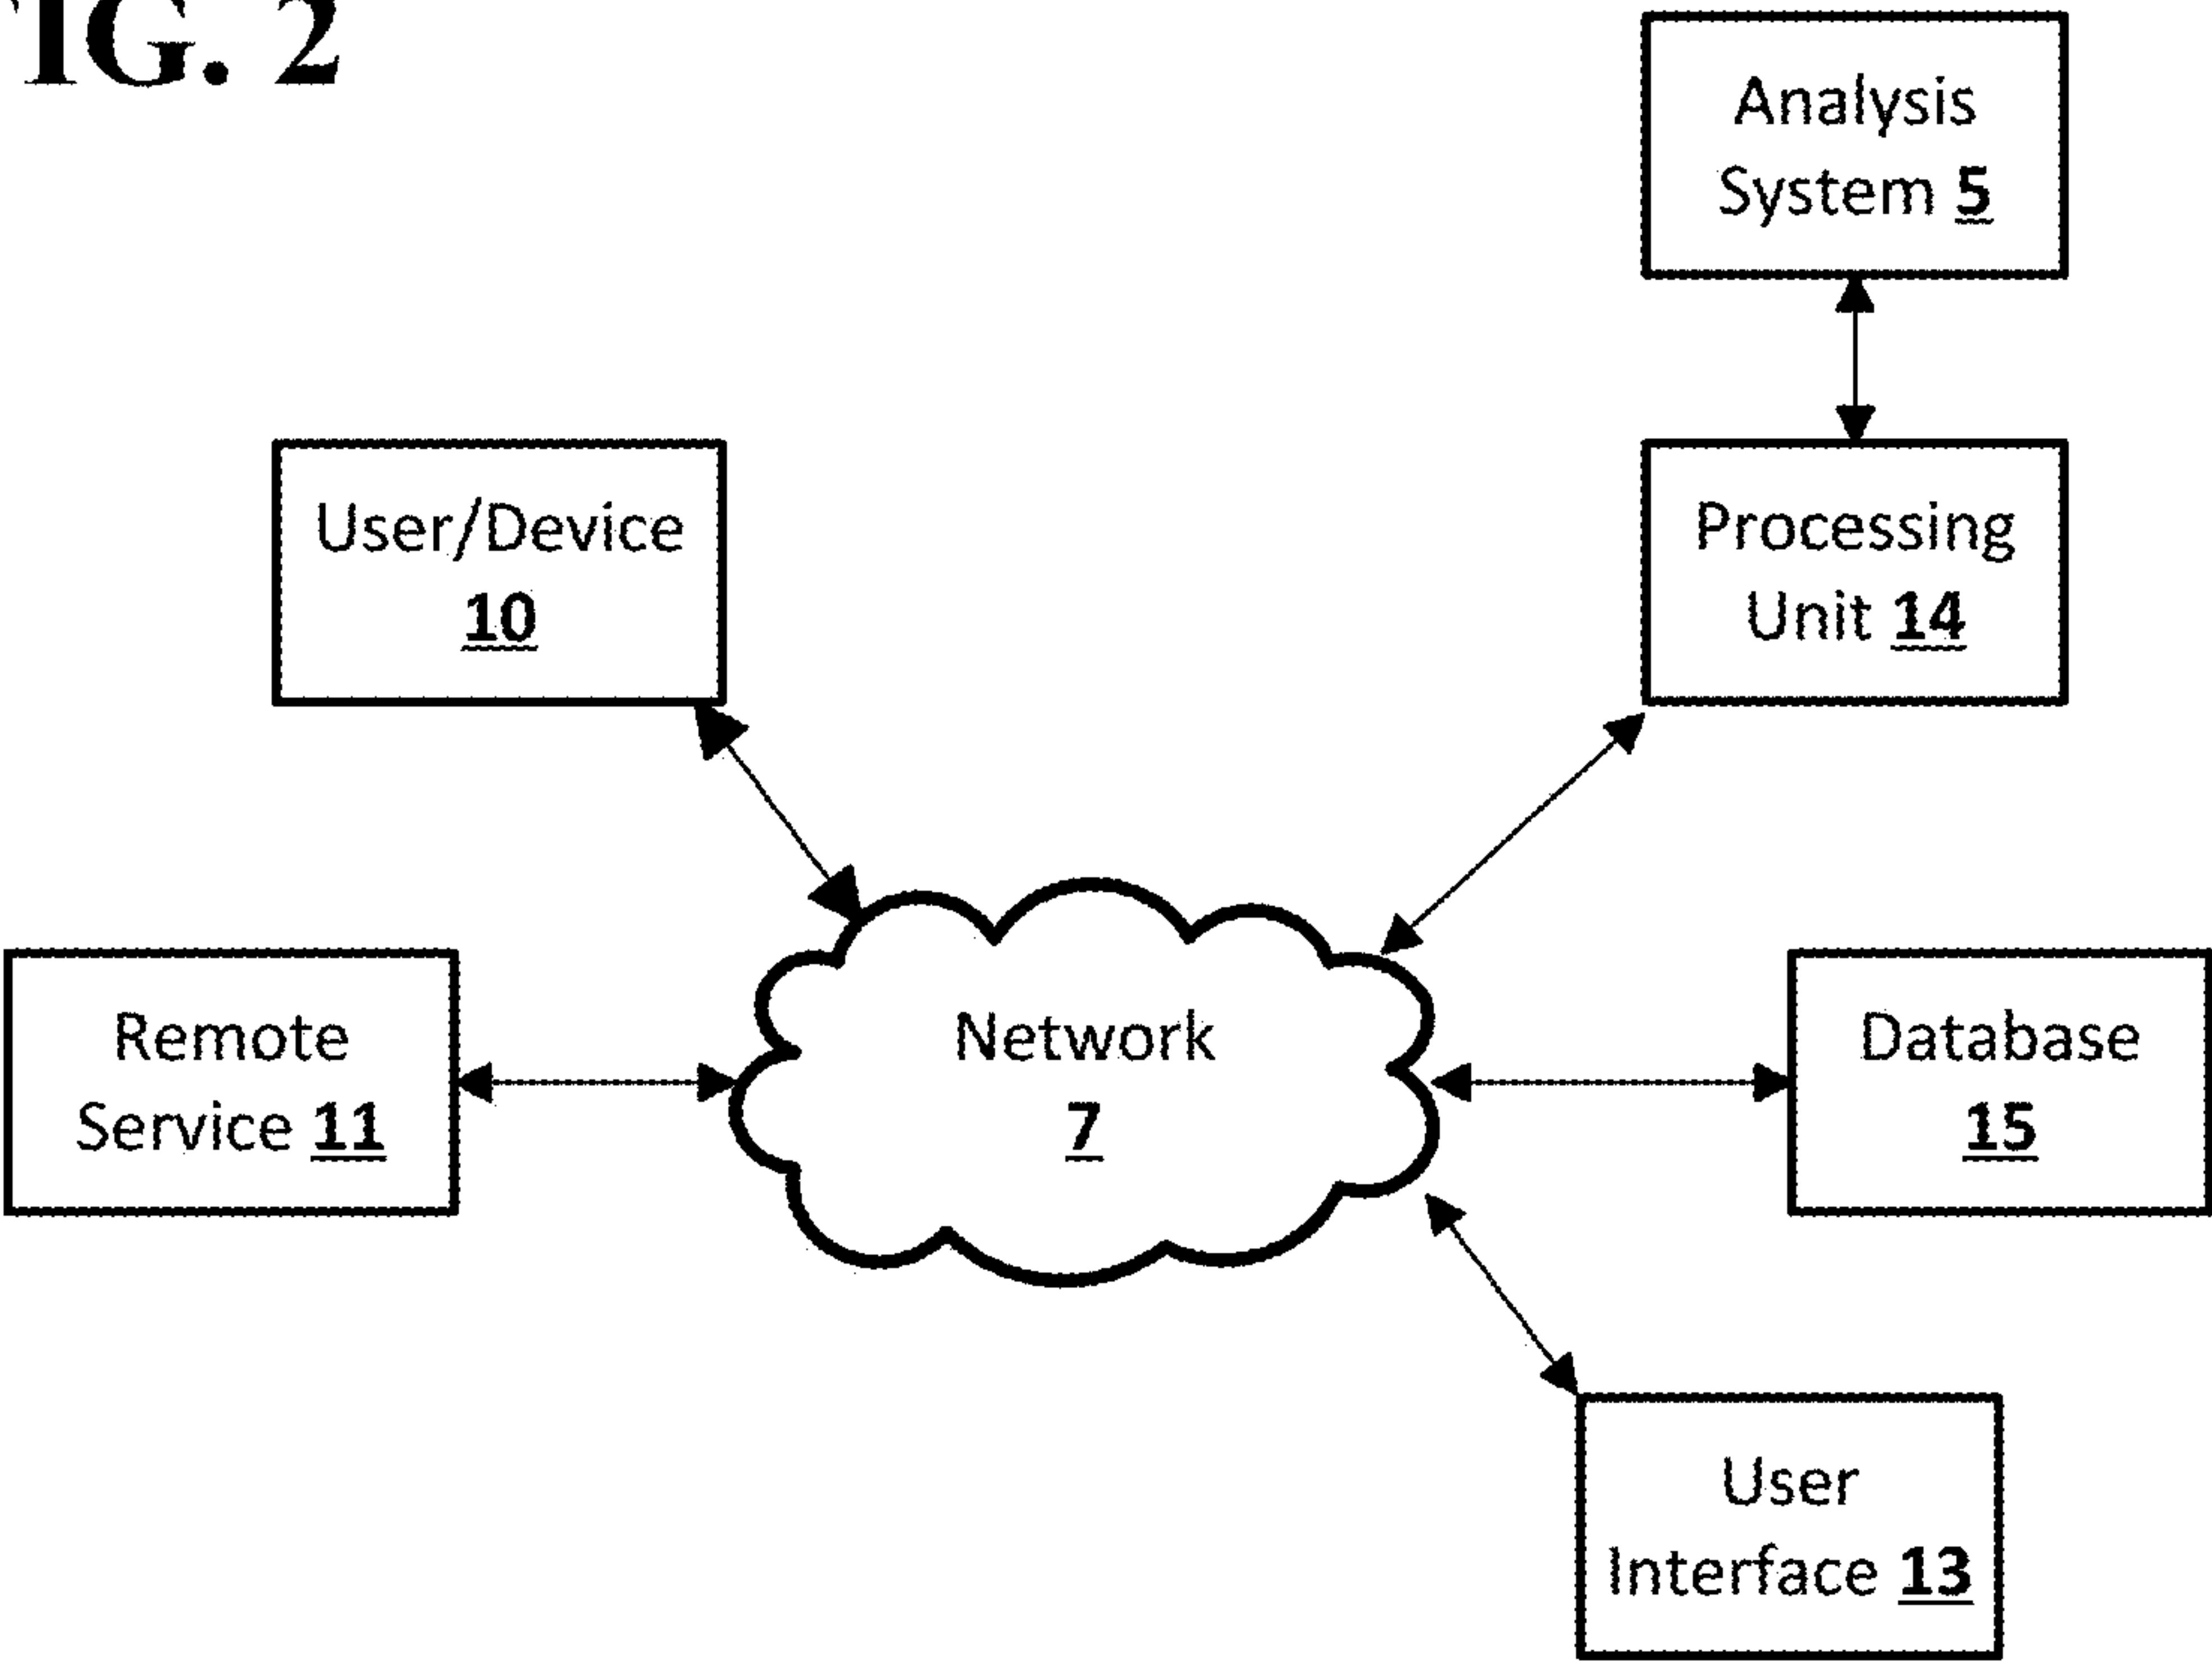 FIG. 2
Analysis
System 5
User/Device
10
Processing
Unit 14
Remote
Service 11
Network
7
Database
15
User
Interface 13